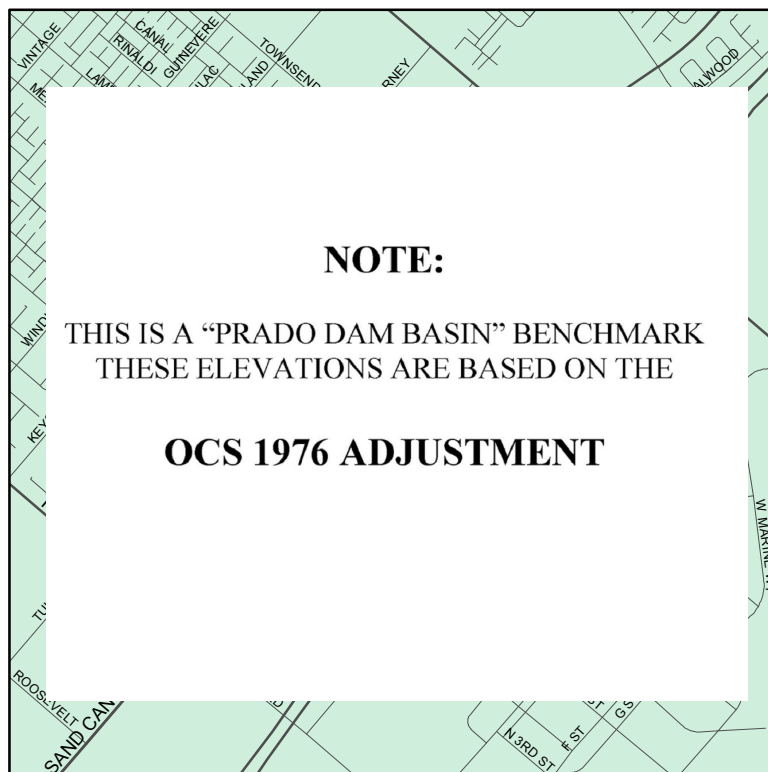 VINTAGE
CANAL
RINALDI
GUINEVERE
TOWNSEND
ALWOOD
NOTE:
THIS IS A “PRADO DAM BASIN” BENCHMARK
THESE ELEVATIONS ARE BASED ON THE
OCS 1976 ADJUSTMENT
W MARINE
ROOSEVELT
SAND CAN
N 3RD ST
F ST
G S